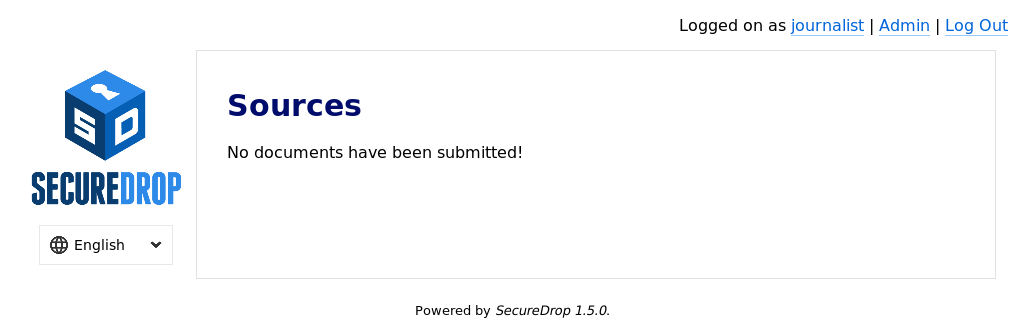 Logged on as journalist | Admin | Log Out
SD
SECUREDROP
English
Sources
No documents have been submitted!
Powered by SecureDrop 1.5.0.